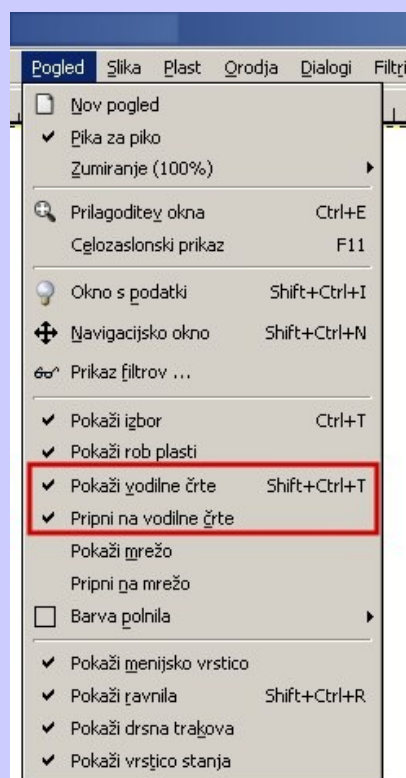 Pogled Slika Plast Orodja Dialogi Filtri
Nov pogled
Pika za piko
Zumiranje (100%)
Prilagoditev okna Ctrl+E
Celozaslonski prikaz F11
Okno s podatki Shift+Ctrl+I
Navigacijsko okno Shift+Ctrl+N
Prikaz filtrov ...
Pokaži izbor Ctrl+T
Pokaži rob plasti
Pokaži vodilne črte Shift+Ctrl+T
Pripni na vodilne črte
Pokaži mrežo
Pripni na mrežo
Barva polnila
Pokaži menijsko vrstico
Pokaži ravnila Shift+Ctrl+R
Pokaži drsna trakova
Pokaži vrstico stanja